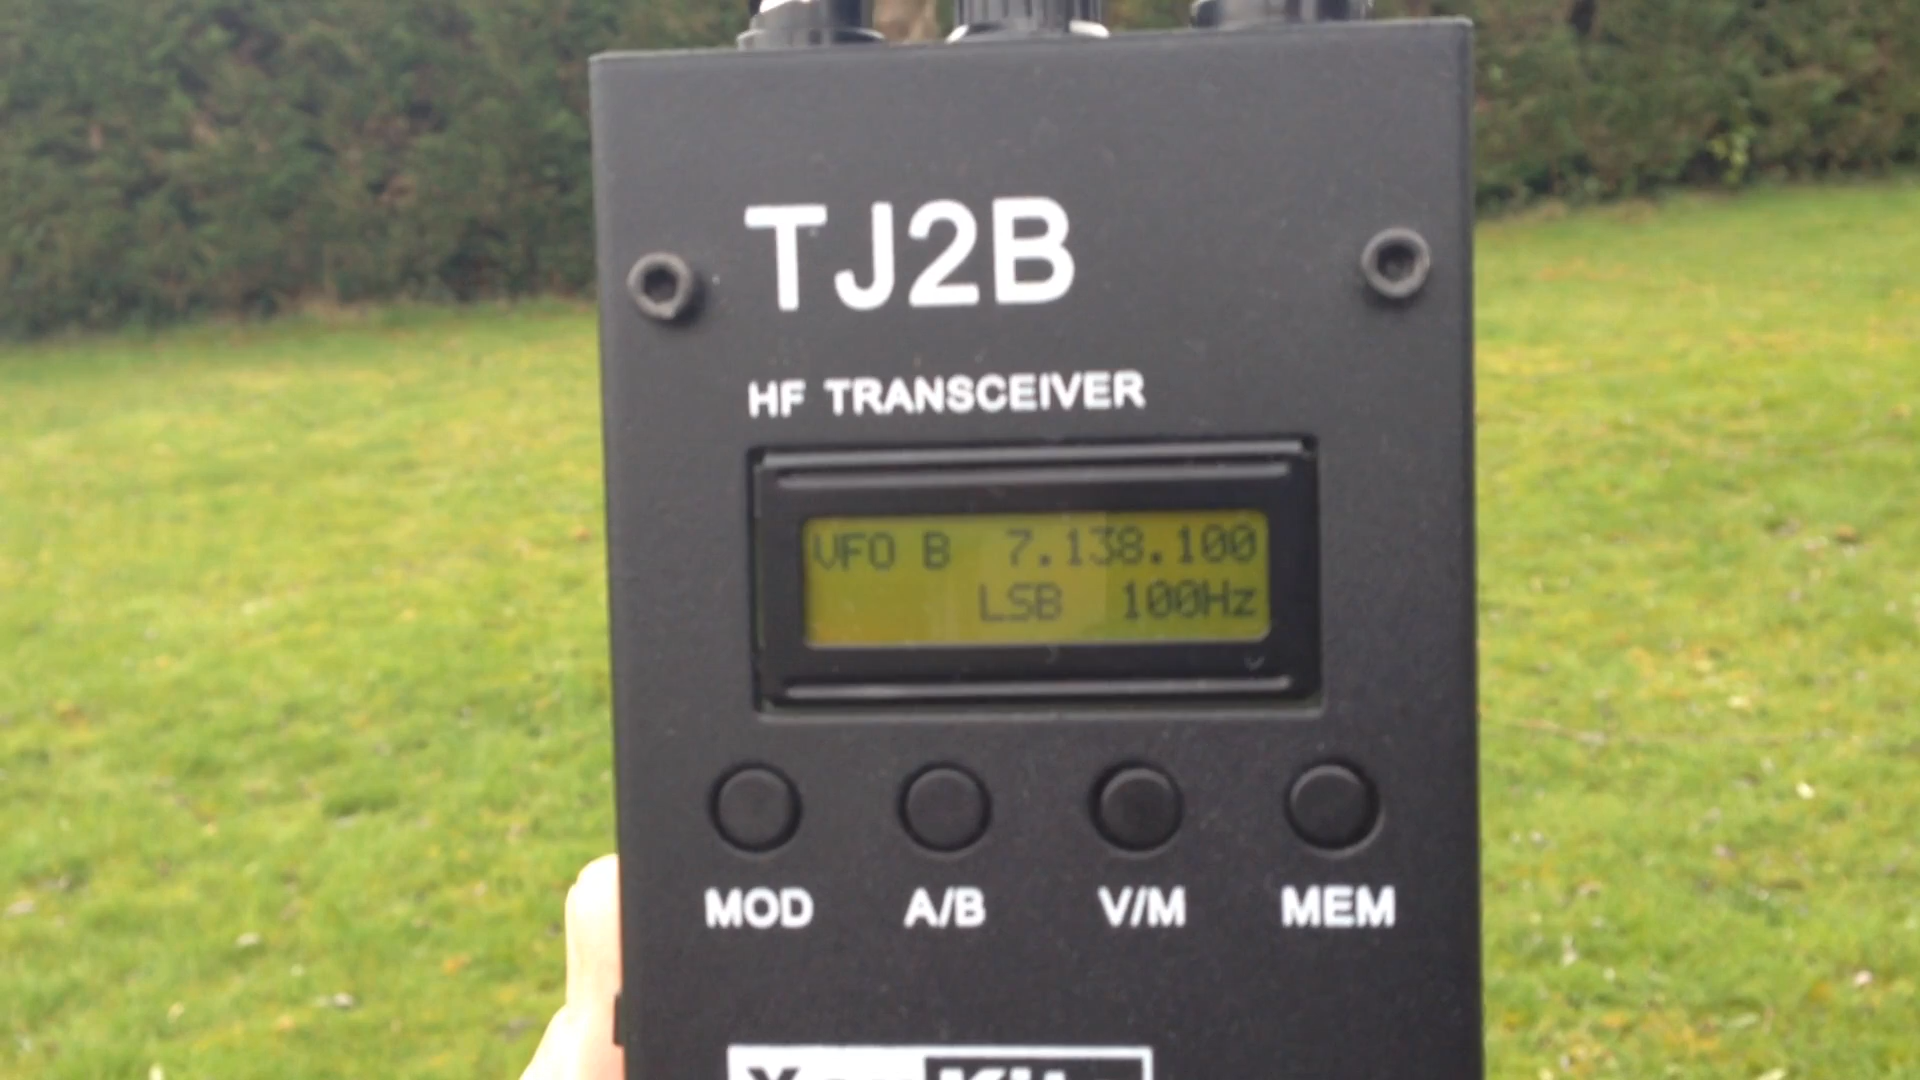 TJ2B
HF TRANSCEIVER
VFO B 7.138.100
LSB 100Hz
MOD A/B V/M MEM